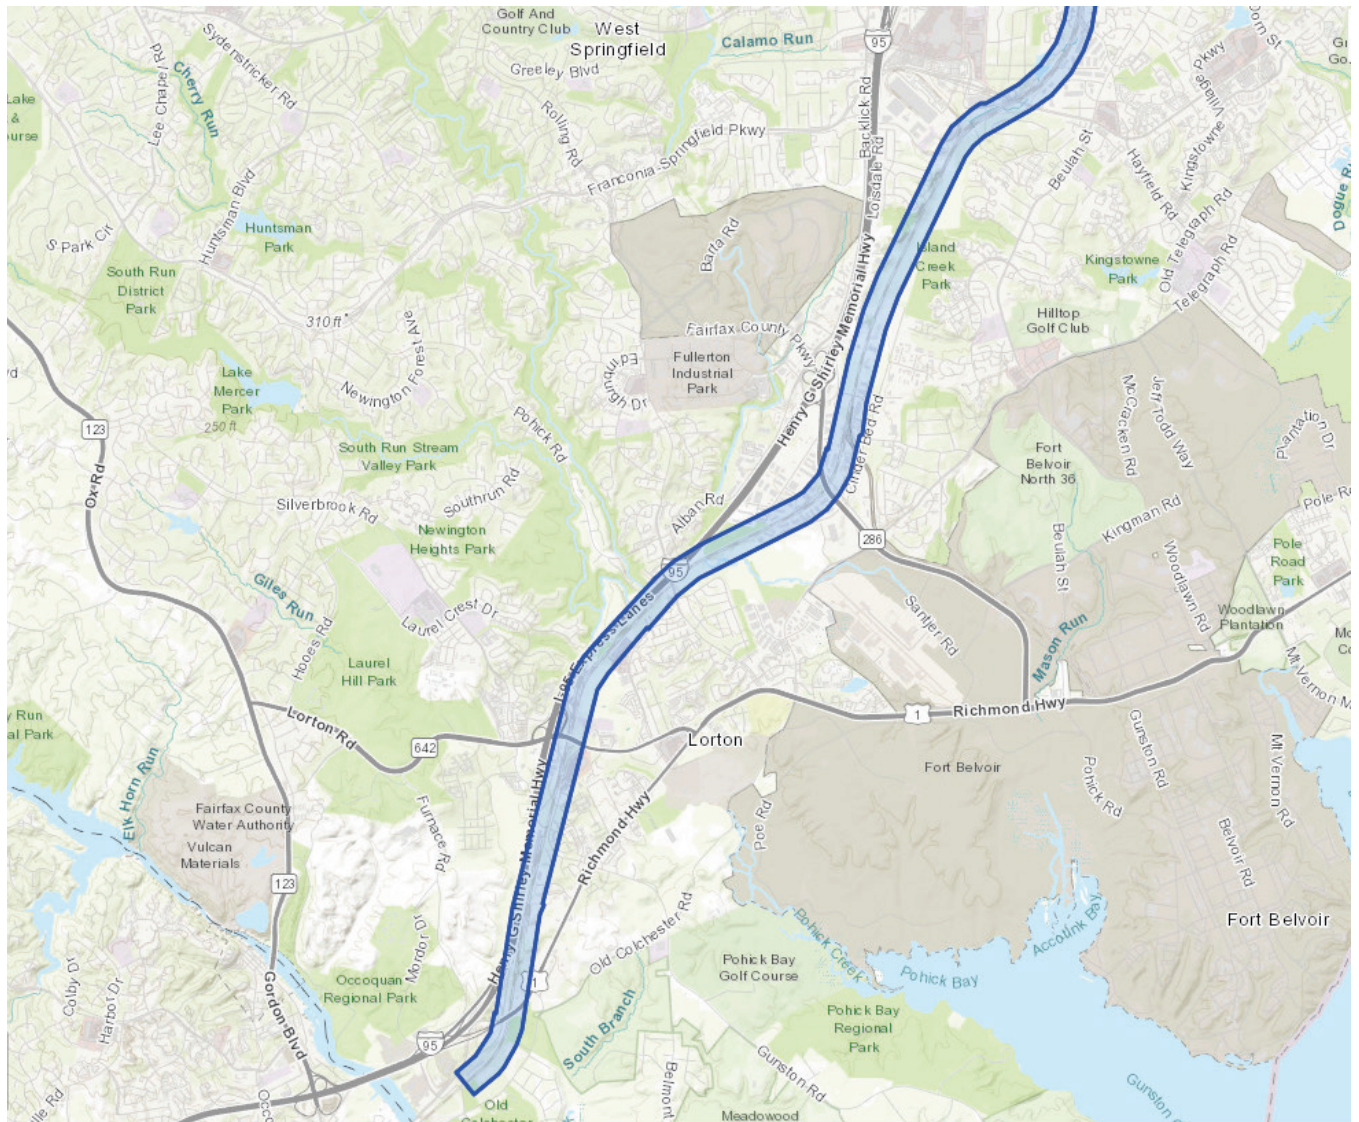 Golf And
Country Club
West
Springfield
Calamo Run
95
Dorn St
Sydenstricker Rd
Lee Chapel Rd
Cherry Run
Greeley Blvd
Rolling Rd
Backlick Rd
Kingstowne Village Pkwy
Lake
&
Franconia-Springfield Pkwy
Loisdale Rd
Beulah St
Hayfield Rd
Huntsman Blvd
Huntsman
Park
S Park Cir
Barta Rd
Old Telegraph Rd
Telegraph Rd
Island
Creek
Park
Kingstowne
Park
South Run
District
Park
310 ft
Newington Forest Ave
Fairfax County Pkwy
Henry G Shirley Memorial Hwy
Hilltop
Golf Club
Fullerton
Industrial
Park
Edinburgh Dr
Lake
Mercer
Park
250 ft
123
Ox Rd
South Run Stream
Valley Park
Pohick Rd
Cinder Bed Rd
McCracken Rd
Jeff Todd Way
Plantation Dr
Fort
Belvoir
North 36
Silverbrook Rd
Southrun Rd
Alban Rd
Newington
Heights Park
Kingman Rd
Beulah St
286
95
Pole
Road
Park
Woodlawn Rd
Woodlawn
Plantation
Giles Run
Hooes Rd
Laurel Crest Dr
I-95 Express Lanes
Santjer Rd
Mason Run
Laurel
Hill Park
Lorton Rd
642
Lorton
1
Richmond Hwy
Fort Belvoir
Gunston Rd
Pohick Rd
Mt Vernon Rd
Belvoir Rd
Elk Horn Run
Fairfax County
Water Authority
Vulcan
Materials
123
Furnace Rd
Henry G Shirley Memorial Hwy
Richmond Hwy
Poe Rd
Accotink Bay
Fort Belvoir
Colby Dr
Harbor Dr
Gordon Blvd
Occoquan
Regional Park
Mordor Dr
1
Old Colchester Rd
Pohick Bay
Golf Course
Pohick Creek
Pohick Bay
Pohick Bay
Regional
Park
95
South Branch
Gunston Rd
Belmont
Old
Meadowood